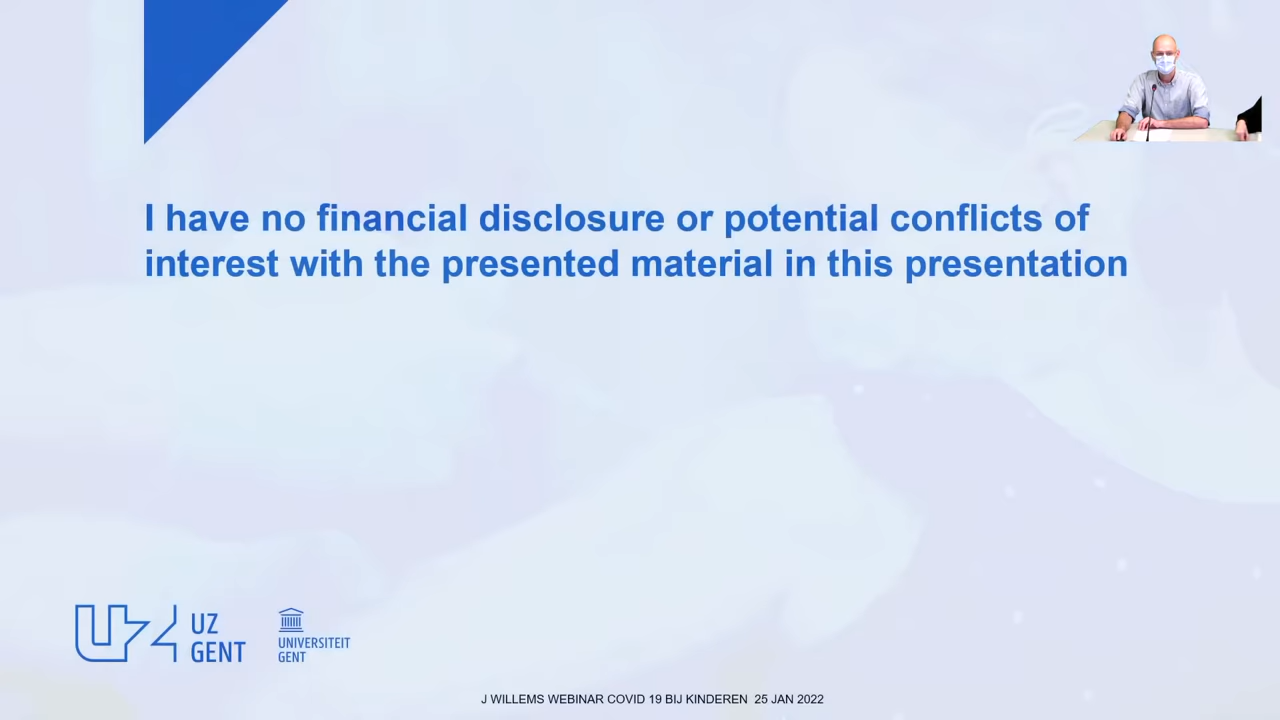 I have no financial disclosure or potential conflicts of
interest with the presented material in this presentation
UZ
GENT
UNIVERSITEIT
GENT
J WILLEMS WEBINAR COVID 19 BIJ KINDEREN 25 JAN 2022